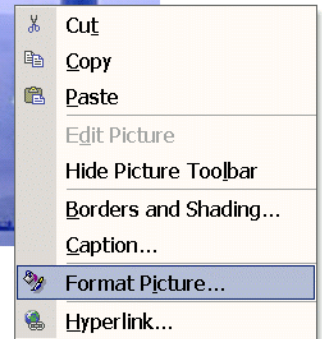 Cut
Copy
Paste
Edit Picture
Hide Picture Toolbar
Borders and Shading...
Caption...
Format Picture...
Hyperlink...